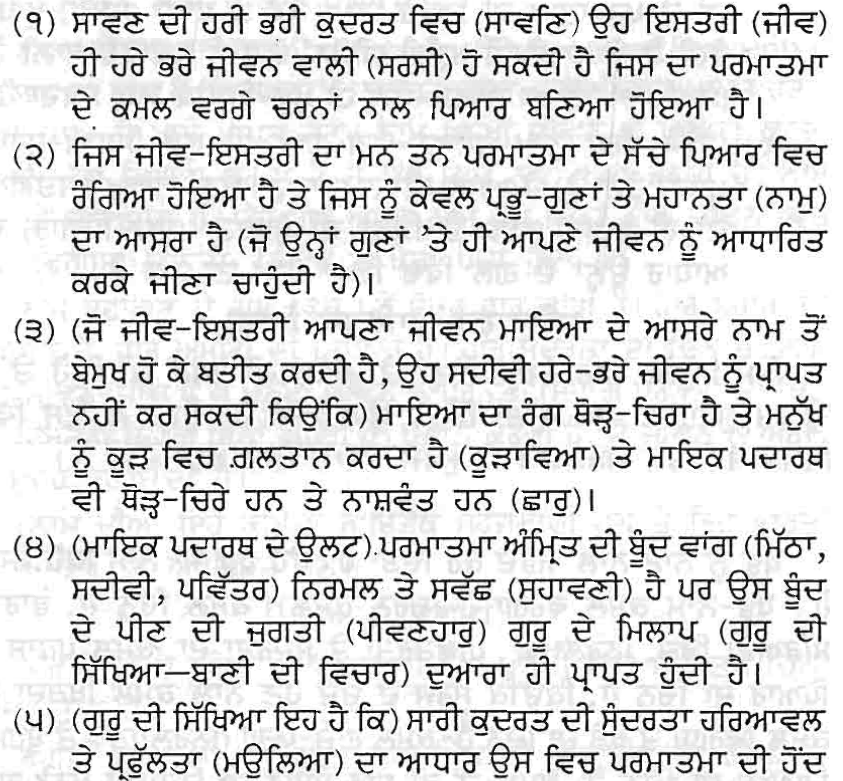 (੧) ਸਾਵਣ ਦੀ ਹਰੀ ਭਰੀ ਕੁਦਰਤ ਵਿਚ (ਸਾਵਣਿ) ਉਹ ਇਸਤਰੀ (ਜੀਵ)
ਹੀ ਹਰੇ ਭਰੇ ਜੀਵਨ ਵਾਲੀ (ਸਰਸੀ) ਹੋ ਸਕਦੀ ਹੈ ਜਿਸ ਦਾ ਪਰਮਾਤਮਾ
ਦੇ ਕਮਲ ਵਰਗੇ ਚਰਨਾਂ ਨਾਲ ਪਿਆਰ ਬਣਿਆ ਹੋਇਆ ਹੈ।
(੨) ਜਿਸ ਜੀਵ-ਇਸਤਰੀ ਦਾ ਮਨ ਤਨ ਪਰਮਾਤਮਾ ਦੇ ਸੱਚੇ ਪਿਆਰ ਵਿਚ
ਰੰਗਿਆ ਹੋਇਆ ਹੈ ਤੇ ਜਿਸ ਨੂੰ ਕੇਵਲ ਪ੍ਰਭੂ-ਗੁਣਾਂ ਤੇ ਮਹਾਨਤਾ (ਨਾਮੁ)
ਦਾ ਆਸਰਾ ਹੈ (ਜੋ ਉਨ੍ਹਾਂ ਗੁਣਾਂ 'ਤੇ ਹੀ ਆਪਣੇ ਜੀਵਨ ਨੂੰ ਆਧਾਰਿਤ
ਕਰਕੇ ਜੀਣਾ ਚਾਹੁੰਦੀ ਹੈ)।
(੩) (ਜੋ ਜੀਵ-ਇਸਤਰੀ ਆਪਣਾ ਜੀਵਨ ਮਾਇਆ ਦੇ ਆਸਰੇ ਨਾਮ ਤੋਂ
ਬੇਮੁਖ ਹੋ ਕੇ ਬਤੀਤ ਕਰਦੀ ਹੈ, ਉਹ ਸਦੀਵੀ ਹਰੇ-ਭਰੇ ਜੀਵਨ ਨੂੰ ਪ੍ਰਾਪਤ
ਨਹੀਂ ਕਰ ਸਕਦੀ ਕਿਉਂਕਿ) ਮਾਇਆ ਦਾ ਰੰਗ ਥੋੜ੍ਹ-ਚਿਰਾ ਹੈ ਤੇ ਮਨੁੱਖ
ਨੂੰ ਕੂੜ ਵਿਚ ਗ਼ਲਤਾਨ ਕਰਦਾ ਹੈ (ਕੂੜਾਵਿਆ) ਤੇ ਮਾਇਕ ਪਦਾਰਥ
ਵੀ ਥੋੜ੍ਹ-ਚਿਰੇ ਹਨ ਤੇ ਨਾਸ਼ਵੰਤ ਹਨ (ਛਾਰੁ)।
(੪) (ਮਾਇਕ ਪਦਾਰਥ ਦੇ ਉਲਟ) ਪਰਮਾਤਮਾ ਅੰਮ੍ਰਿਤ ਦੀ ਬੂੰਦ ਵਾਂਗ (ਮਿੱਠਾ,
ਸਦੀਵੀ, ਪਵਿੱਤਰ) ਨਿਰਮਲ ਤੇ ਸਵੱਛ (ਸੁਹਾਵਣੀ) ਹੈ ਪਰ ਉਸ ਬੂੰਦ
ਦੇ ਪੀਣ ਦੀ ਜੁਗਤੀ (ਪੀਵਣਹਾਰੁ) ਗੁਰੂ ਦੇ ਮਿਲਾਪ (ਗੁਰੂ ਦੀ
ਸਿੱਖਿਆ—ਬਾਣੀ ਦੀ ਵਿਚਾਰ) ਦੁਆਰਾ ਹੀ ਪ੍ਰਾਪਤ ਹੁੰਦੀ ਹੈ।
(੫) (ਗੁਰੂ ਦੀ ਸਿੱਖਿਆ ਇਹ ਹੈ ਕਿ) ਸਾਰੀ ਕੁਦਰਤ ਦੀ ਸੁੰਦਰਤਾ ਹਰਿਆਵਲ
ਤੇ ਪ੍ਰਫੁੱਲਤਾ (ਮਉਲਿਆ) ਦਾ ਆਧਾਰ ਉਸ ਵਿਚ ਪਰਮਾਤਮਾ ਦੀ ਹੋਂਦ